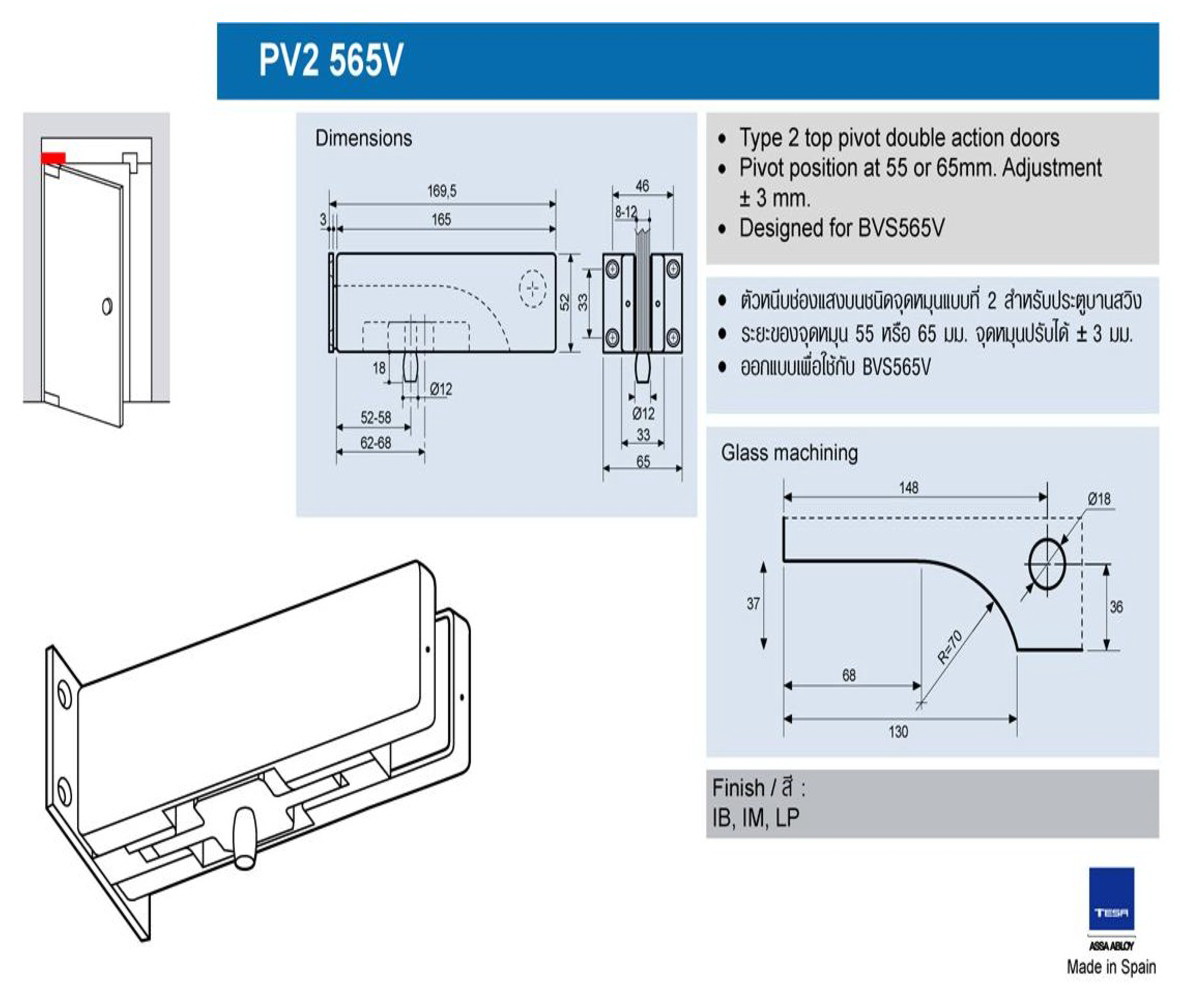 PV2 565V
Dimensions
169,5
3
165
52
18
Ø12
52-58
62-68
46
8-12
33
Ø12
33
65
• Type 2 top pivot double action doors
• Pivot position at 55 or 65mm. Adjustment
± 3 mm.
• Designed for BVS565V
• ตัวหนีบช่องแสงบนชนิดจุดหมุนแบบที่ 2 สำหรับประตูบานสวิง
• ระยะของจุดหมุน 55 หรือ 65 มม. จุดหมุนปรับได้ ± 3 มม.
• ออกแบบเพื่อใช้กับ BVS565V
Glass machining
148
Ø18
37
36
R=70
68
130
Finish / สี :
IB, IM, LP
TESA
ASSA ABLOY
Made in Spain